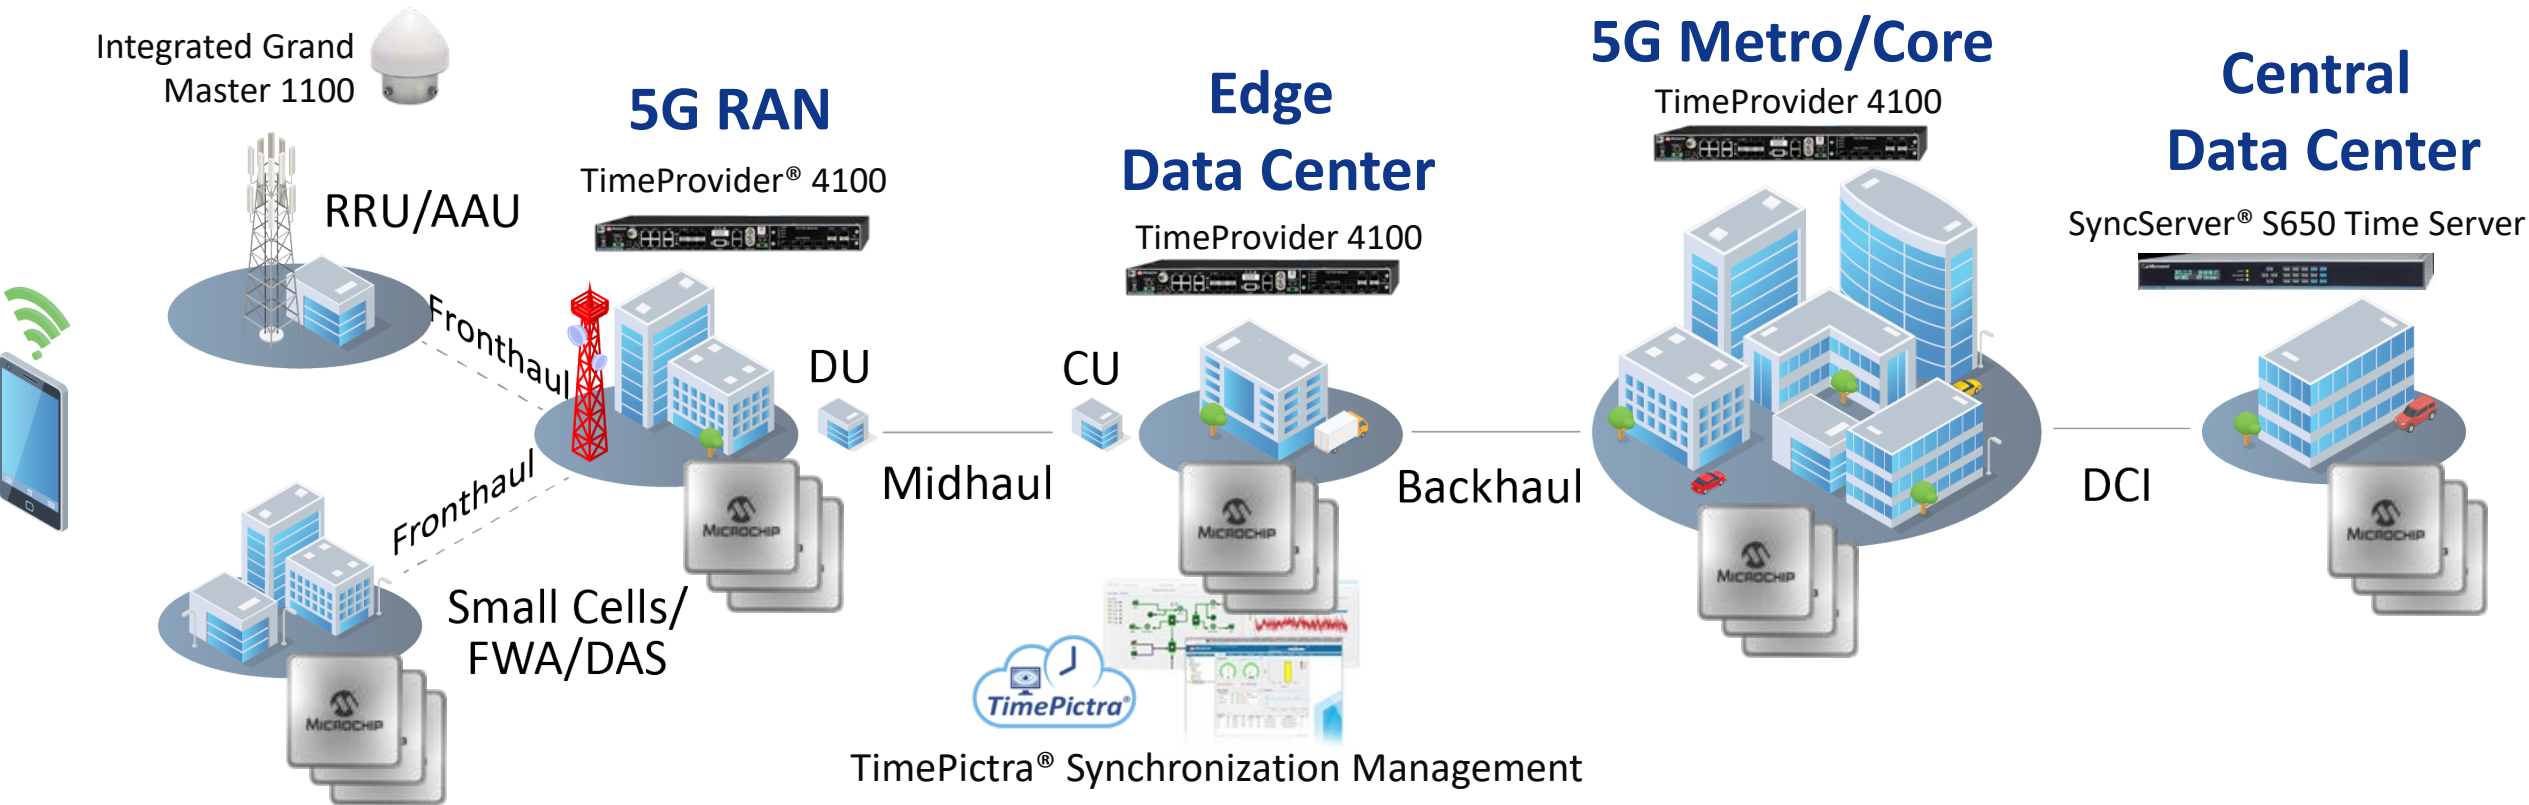 Integrated Grand
Master 1100
RRU/AAU
Fronthaul
Fronthaul
Small Cells/
FWA/DAS
MICROCHIP
5G RAN
TimeProvider® 4100
DU
MICROCHIP
Midhaul
CU
Edge
Data Center
TimeProvider 4100
MICROCHIP
TimePictra®
TimePictra® Synchronization Management
Backhaul
5G Metro/Core
TimeProvider 4100
MICROCHIP
DCI
Central
Data Center
SyncServer® S650 Time Server
MICROCHIP